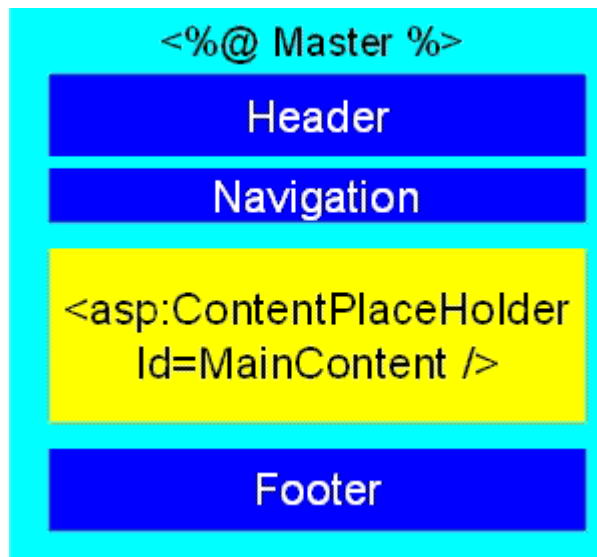 <%@ Master %>
Header
Navigation
<asp:ContentPlaceHolder
Id=MainContent />
Footer